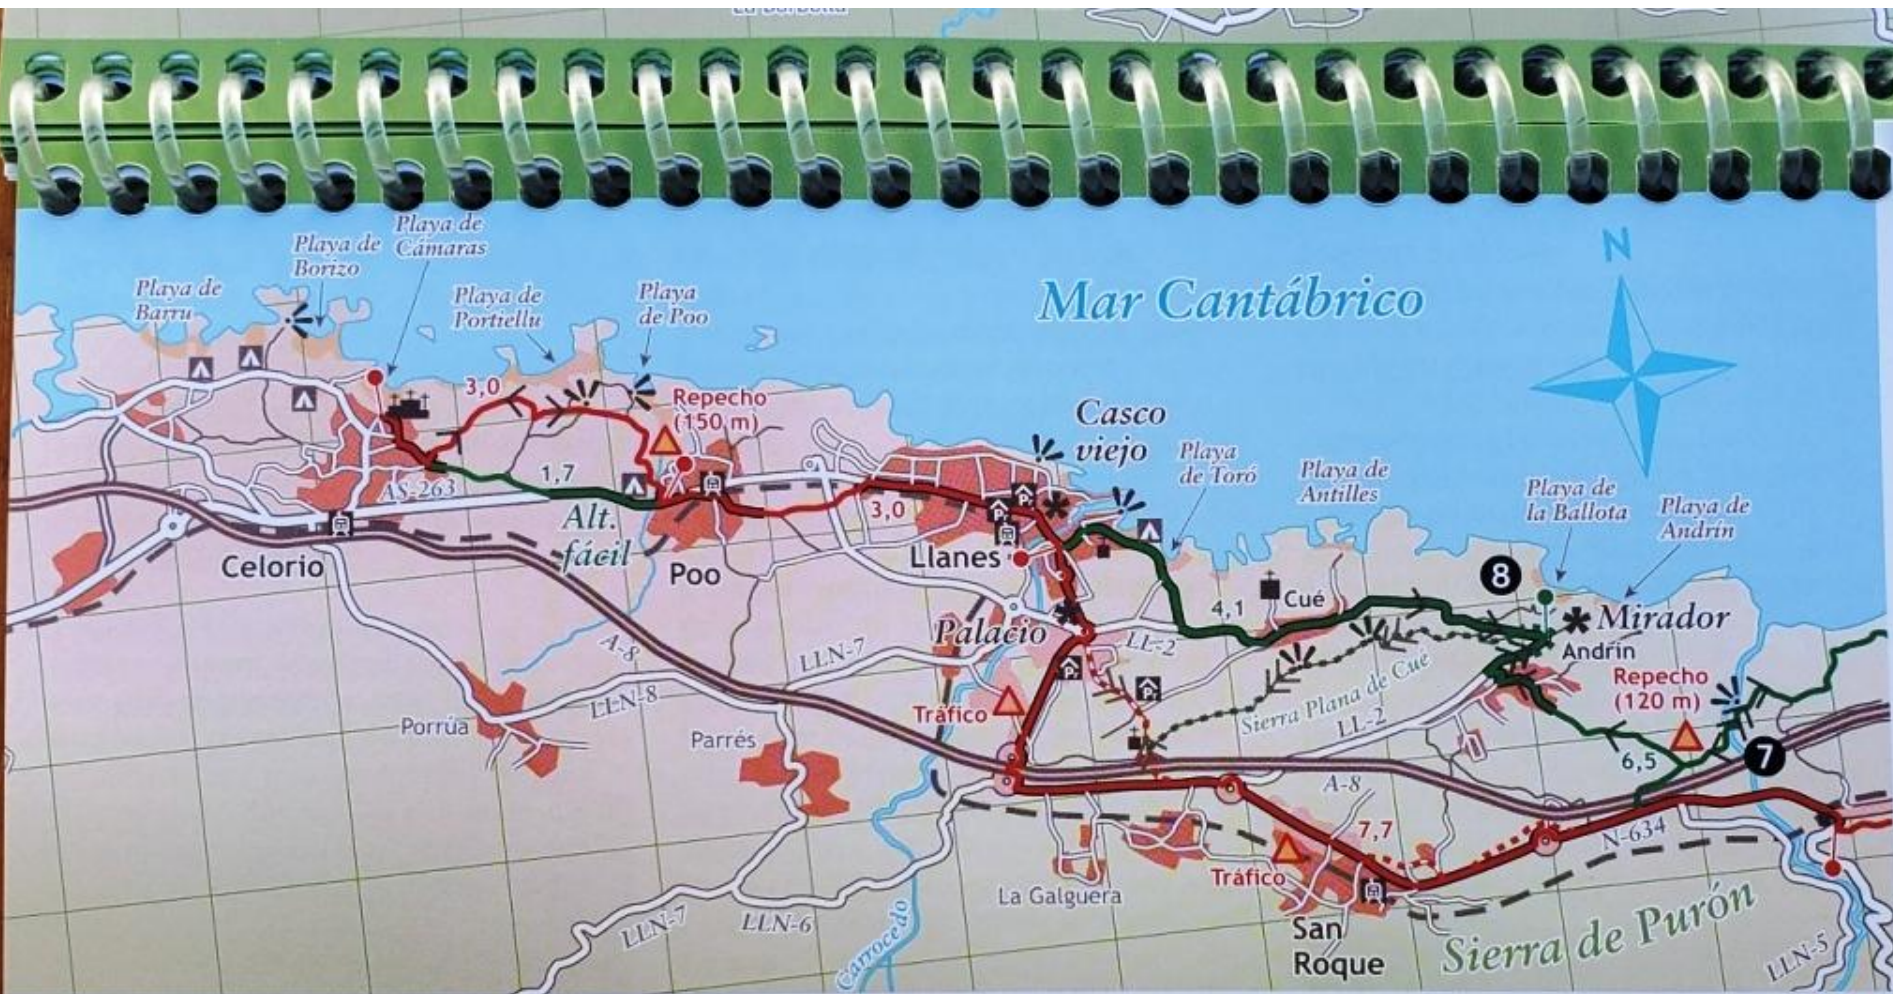 La Borbolla
Playa de
Cámaras
Playa de
Borizo
Playa de
Barru
Playa de
Portiellu
Playa
de Poo
Mar Cantábrico
N
3,0
Repecho
(150 m)
Casco
viejo
Playa
de Toró
Playa de
Antilles
Playa de
la Ballota
Playa de
Andrín
AS-263
1,7
Alt.
fácil
3,0
P
P
Celorio
Poo
Llanes
8
Cué
4,1
Mirador
Andrín
Palacio
LL-2
A-8
LLN-7
LLN-8
P
P
Repecho
(120 m)
Sierra Plana de Cué
LL-2
Tráfico
Porrúa
Parrés
7
6,5
A-8
7,7
N-634
Tráfico
La Galguera
LLN-7
LLN-6
Carrocedo
San
Roque
Sierra de Purón
LLN-5